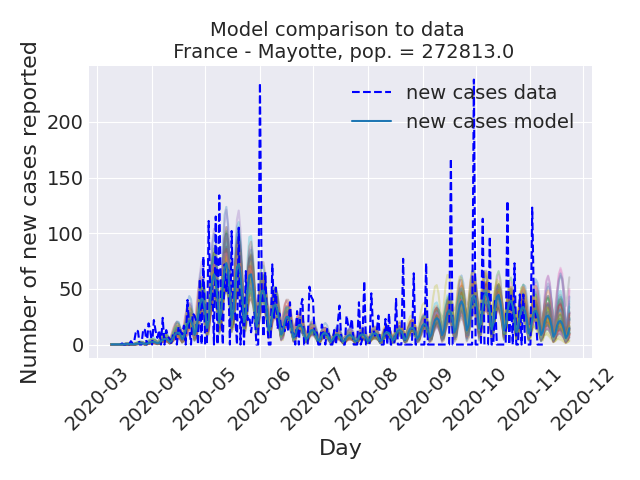 Model comparison to data
France - Mayotte, pop. = 272813.0
new cases data
new cases model
Number of new cases reported
200
150
100
50
0
2020-03
2020-04
2020-05
2020-06
2020-07
2020-08
2020-09
2020-10
2020-11
2020-12
Day